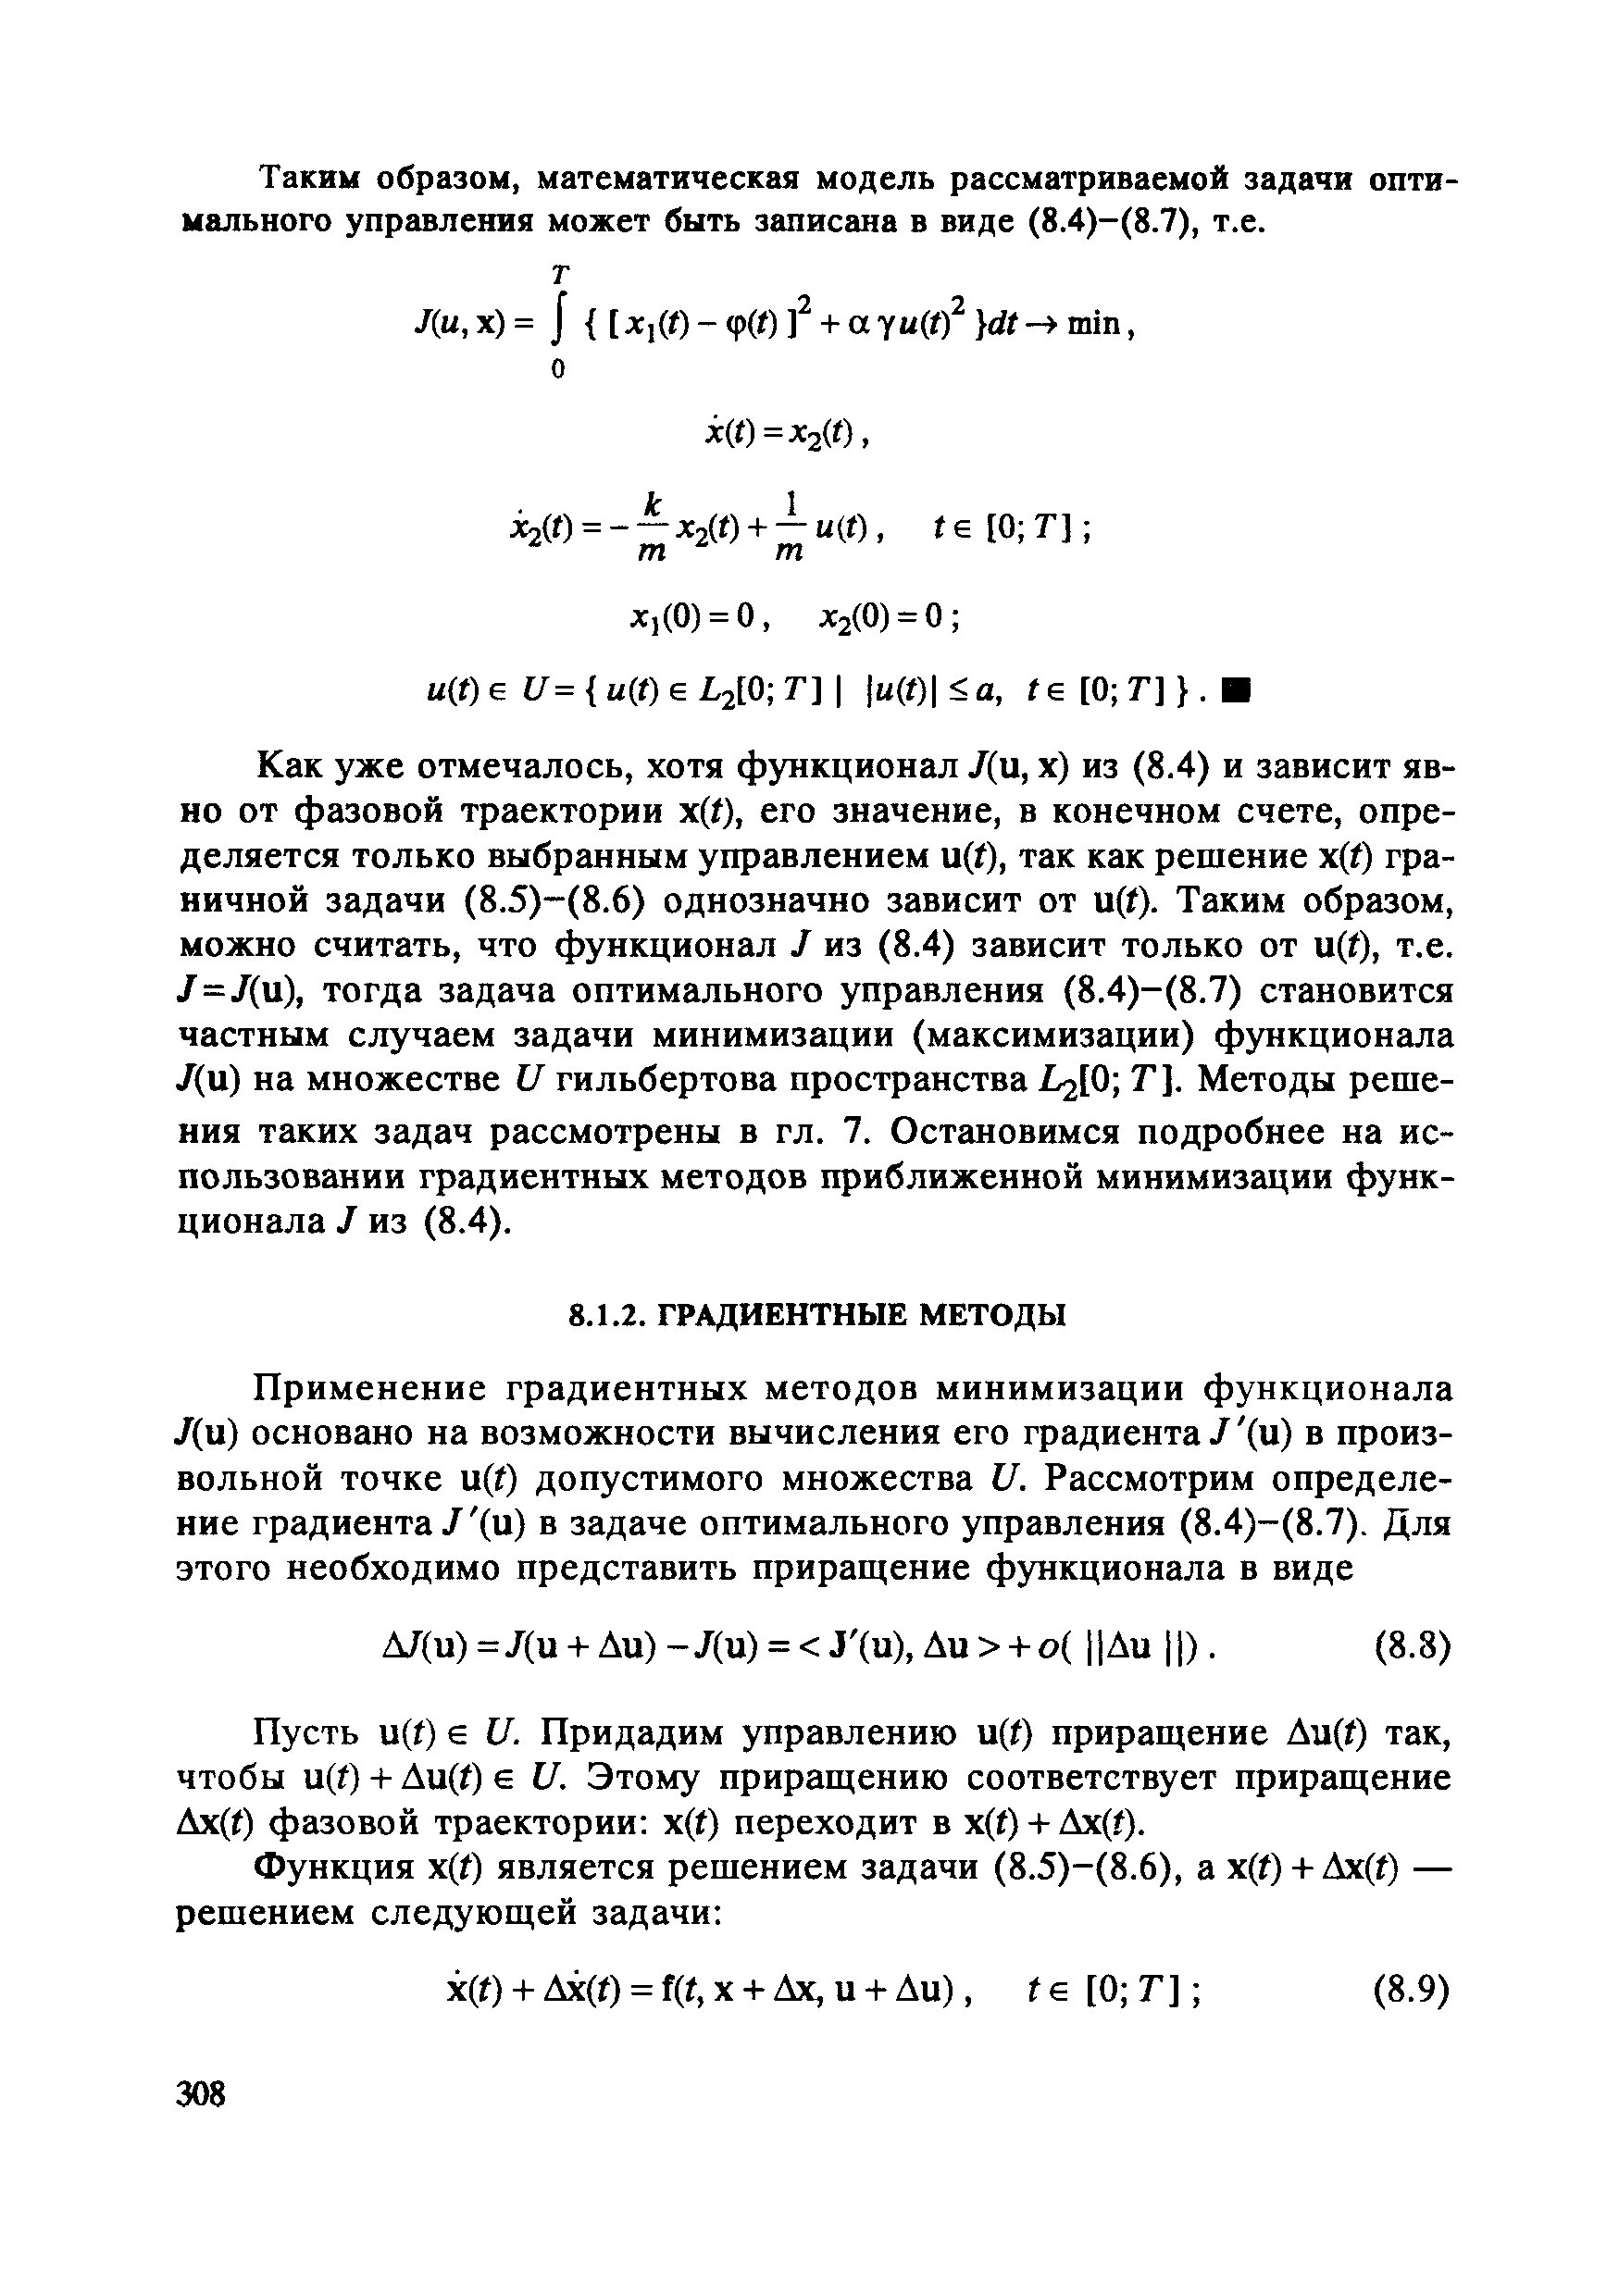 Таким образом, математическая модель рассматриваемой задачи опти-
мального управления может быть записана в виде (8.4)–(8.7), т.е.
J(u, x) = ∫₀ᵀ { [ x₁(t) – φ(t) ]² + α γ u(t)² }dt → min ,
ẋ(t) = x₂(t) ,
ẋ₂(t) = – k/m x₂(t) + 1/m u(t) , t ∈ [0; T] ;
x₁(0) = 0 , x₂(0) = 0 ;
u(t) ∈ U = { u(t) ∈ L₂[0; T] | |u(t)| ≤ a, t ∈ [0; T] } . ■
Как уже отмечалось, хотя функционал J(u, x) из (8.4) и зависит яв-
но от фазовой траектории x(t), его значение, в конечном счете, опре-
деляется только выбранным управлением u(t), так как решение x(t) гра-
ничной задачи (8.5)–(8.6) однозначно зависит от u(t). Таким образом,
можно считать, что функционал J из (8.4) зависит только от u(t), т.е.
J = J(u), тогда задача оптимального управления (8.4)–(8.7) становится
частным случаем задачи минимизации (максимизации) функционала
J(u) на множестве U гильбертова пространства L₂[0; T]. Методы реше-
ния таких задач рассмотрены в гл. 7. Остановимся подробнее на ис-
пользовании градиентных методов приближенной минимизации функ-
ционала J из (8.4).
8.1.2. ГРАДИЕНТНЫЕ МЕТОДЫ
Применение градиентных методов минимизации функционала
J(u) основано на возможности вычисления его градиента J′(u) в произ-
вольной точке u(t) допустимого множества U. Рассмотрим определе-
ние градиента J′(u) в задаче оптимального управления (8.4)–(8.7). Для
этого необходимо представить приращение функционала в виде
ΔJ(u) = J(u + Δu) – J(u) = < J′(u), Δu > + o( ||Δu ||) . (8.8)
Пусть u(t) ∈ U. Придадим управлению u(t) приращение Δu(t) так,
чтобы u(t) + Δu(t) ∈ U. Этому приращению соответствует приращение
Δx(t) фазовой траектории: x(t) переходит в x(t) + Δx(t).
Функция x(t) является решением задачи (8.5)–(8.6), а x(t) + Δx(t) —
решением следующей задачи:
ẋ(t) + Δẋ(t) = f(t, x + Δx, u + Δu) , t ∈ [0; T] ; (8.9)
308